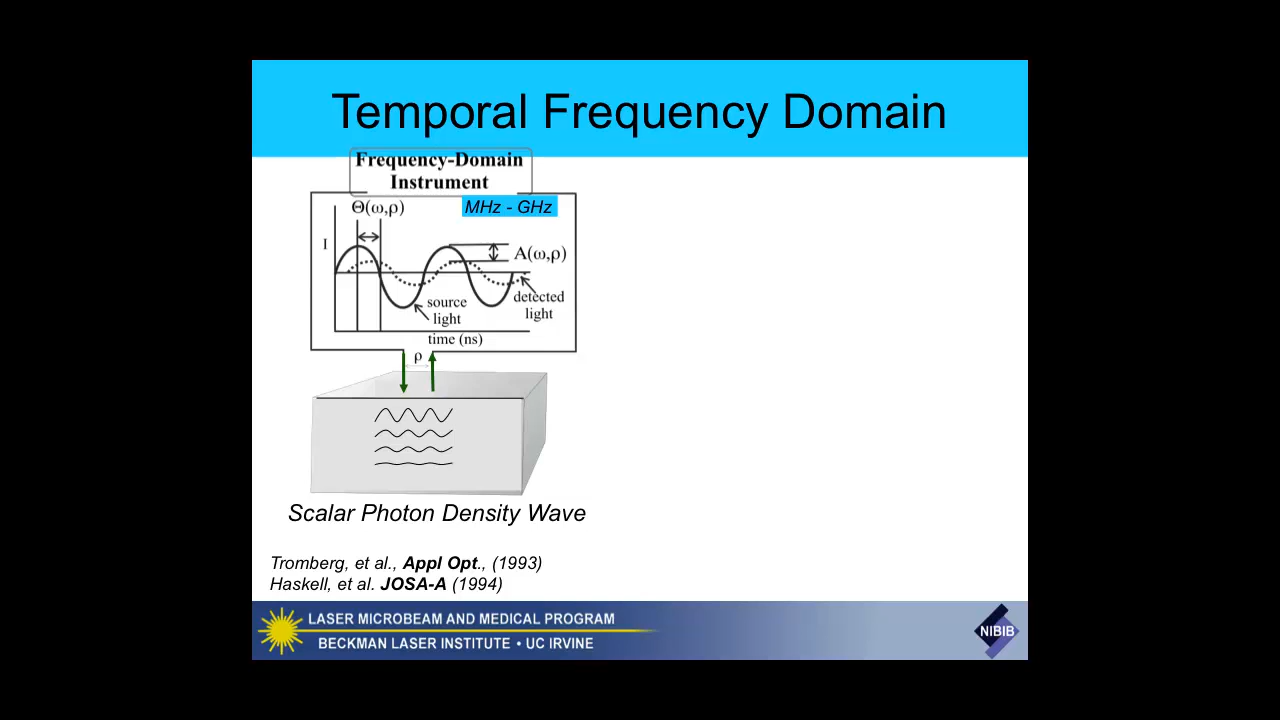 Temporal Frequency Domain
Frequency-Domain
Instrument
MHz - GHz
Θ(ω,ρ)
I
A(ω,ρ)
source
light
detected
light
time (ns)
ρ
Scalar Photon Density Wave
Tromberg, et al., Appl Opt., (1993)
Haskell, et al. JOSA-A (1994)
LASER MICROBEAM AND MEDICAL PROGRAM
BECKMAN LASER INSTITUTE • UC IRVINE
NIBIB